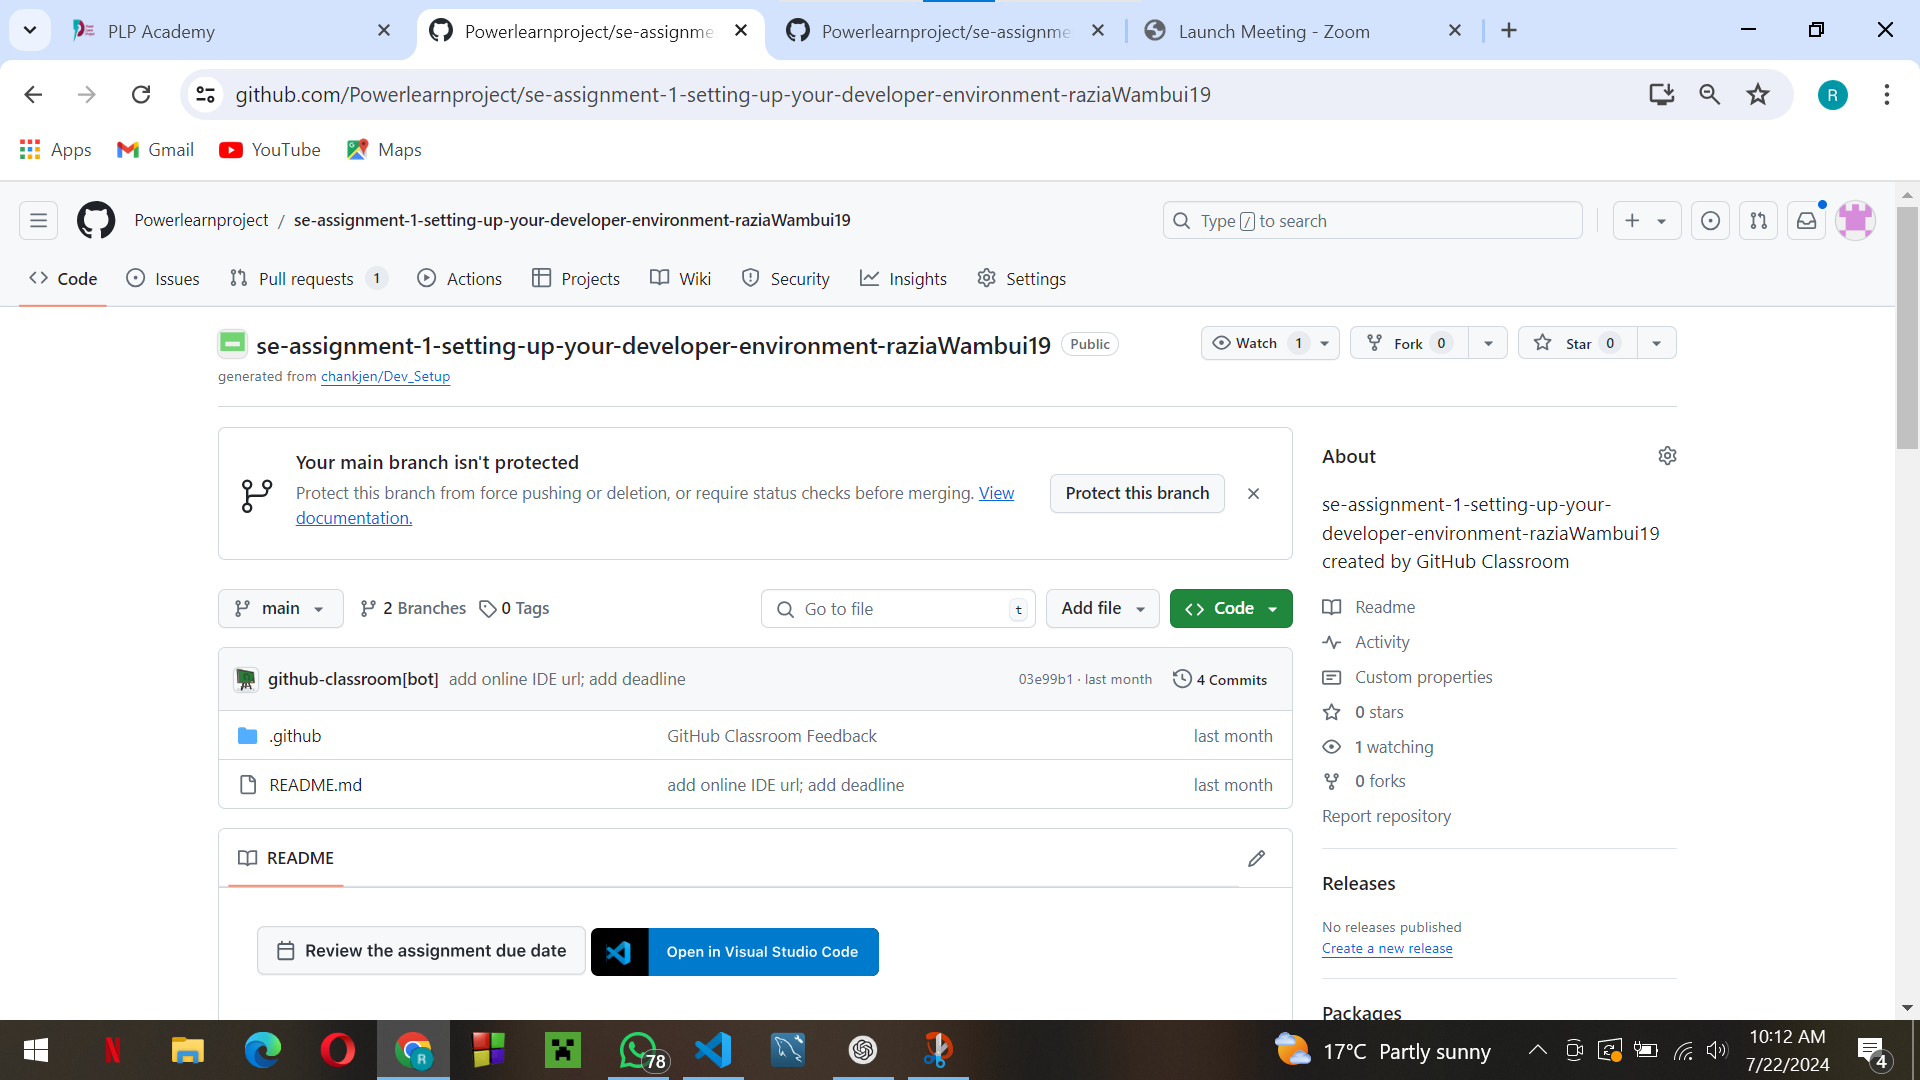 PLP Academy
Powerlearnproject/se-assignme
Powerlearnproject/se-assignme
Launch Meeting - Zoom
github.com/Powerlearnproject/se-assignment-1-setting-up-your-developer-environment-raziaWambui19
R
Apps
Gmail
YouTube
Maps
Powerlearnproject / se-assignment-1-setting-up-your-developer-environment-raziaWambui19
Type / to search
Code
Issues
Pull requests 1
Actions
Projects
Wiki
Security
Insights
Settings
se-assignment-1-setting-up-your-developer-environment-raziaWambui19 Public
Watch 1
Fork 0
Star 0
generated from chankjen/Dev_Setup
Your main branch isn't protected
Protect this branch from force pushing or deletion, or require status checks before merging. View
documentation.
Protect this branch
main
2 Branches
0 Tags
Go to file t
Add file
Code
github-classroom[bot] add online IDE url; add deadline
03e99b1 · last month
4 Commits
.github
GitHub Classroom Feedback
last month
README.md
add online IDE url; add deadline
last month
README
Review the assignment due date
Open in Visual Studio Code
About
se-assignment-1-setting-up-your-
developer-environment-raziaWambui19
created by GitHub Classroom
Readme
Activity
Custom properties
0 stars
1 watching
0 forks
Report repository
Releases
No releases published
Create a new release
Packages
N
R
78
17°C Partly sunny
10:12 AM
7/22/2024
4